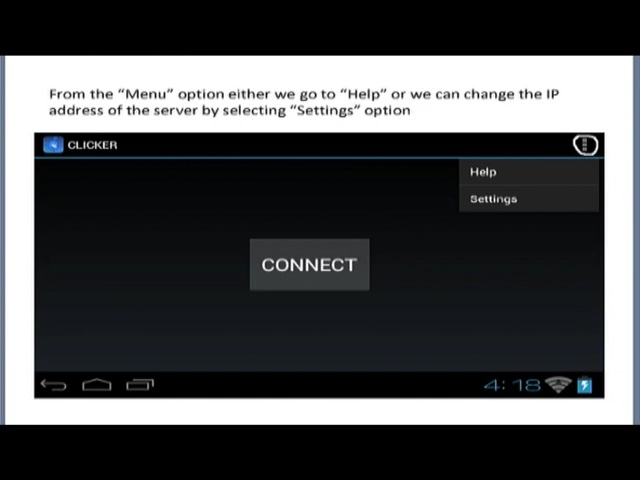 From the “Menu” option either we go to “Help” or we can change the IP
address of the server by selecting “Settings” option
CLICKER
Help
Settings
CONNECT
4:18